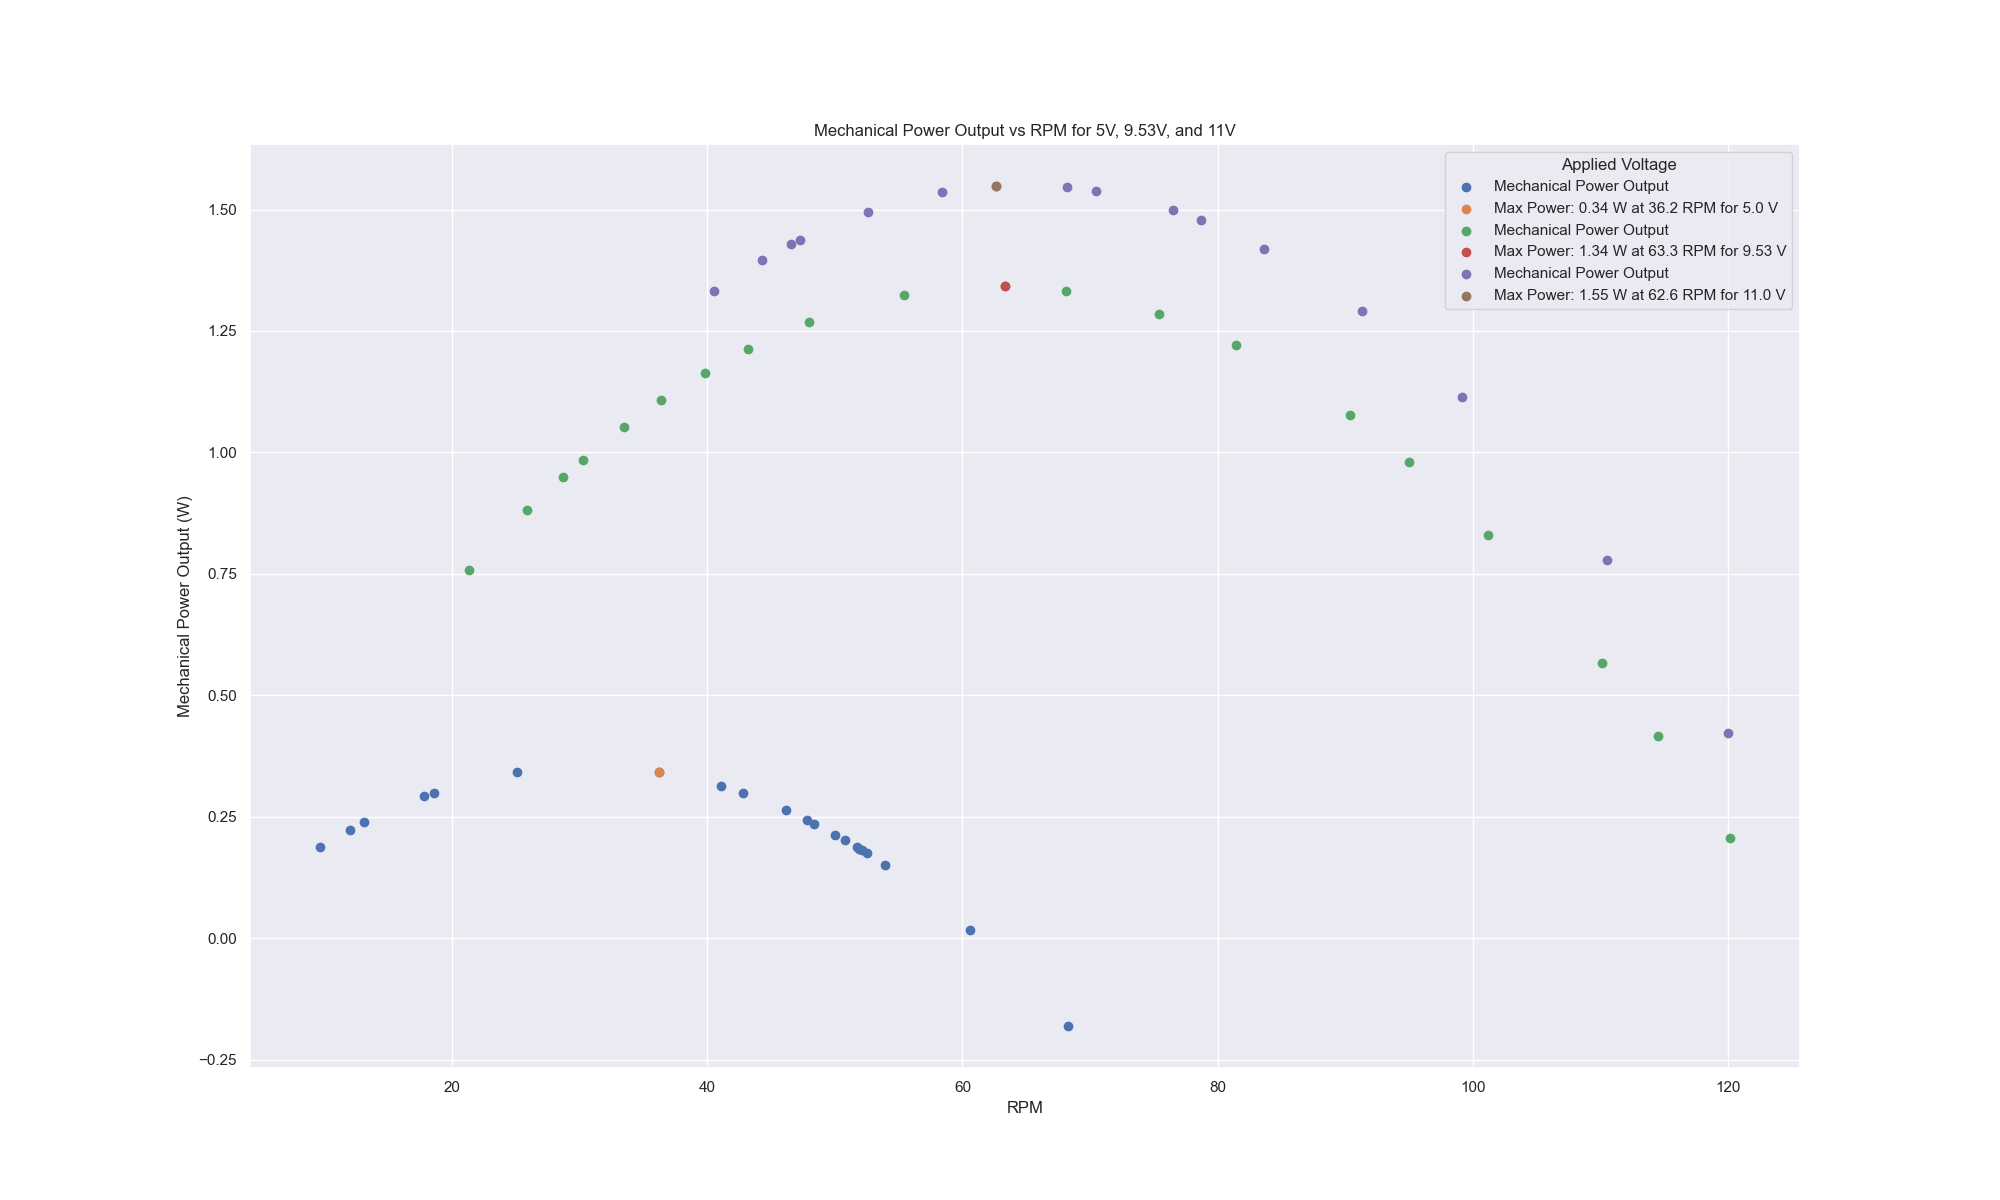 Mechanical Power Output vs RPM for 5V, 9.53V, and 11V
Applied Voltage
Mechanical Power Output
Max Power: 0.34 W at 36.2 RPM for 5.0 V
Mechanical Power Output
Max Power: 1.34 W at 63.3 RPM for 9.53 V
Mechanical Power Output
Max Power: 1.55 W at 62.6 RPM for 11.0 V
Mechanical Power Output (W)
1.50
1.25
1.00
0.75
0.50
0.25
0.00
−0.25
20 40 60 80 100 120
RPM